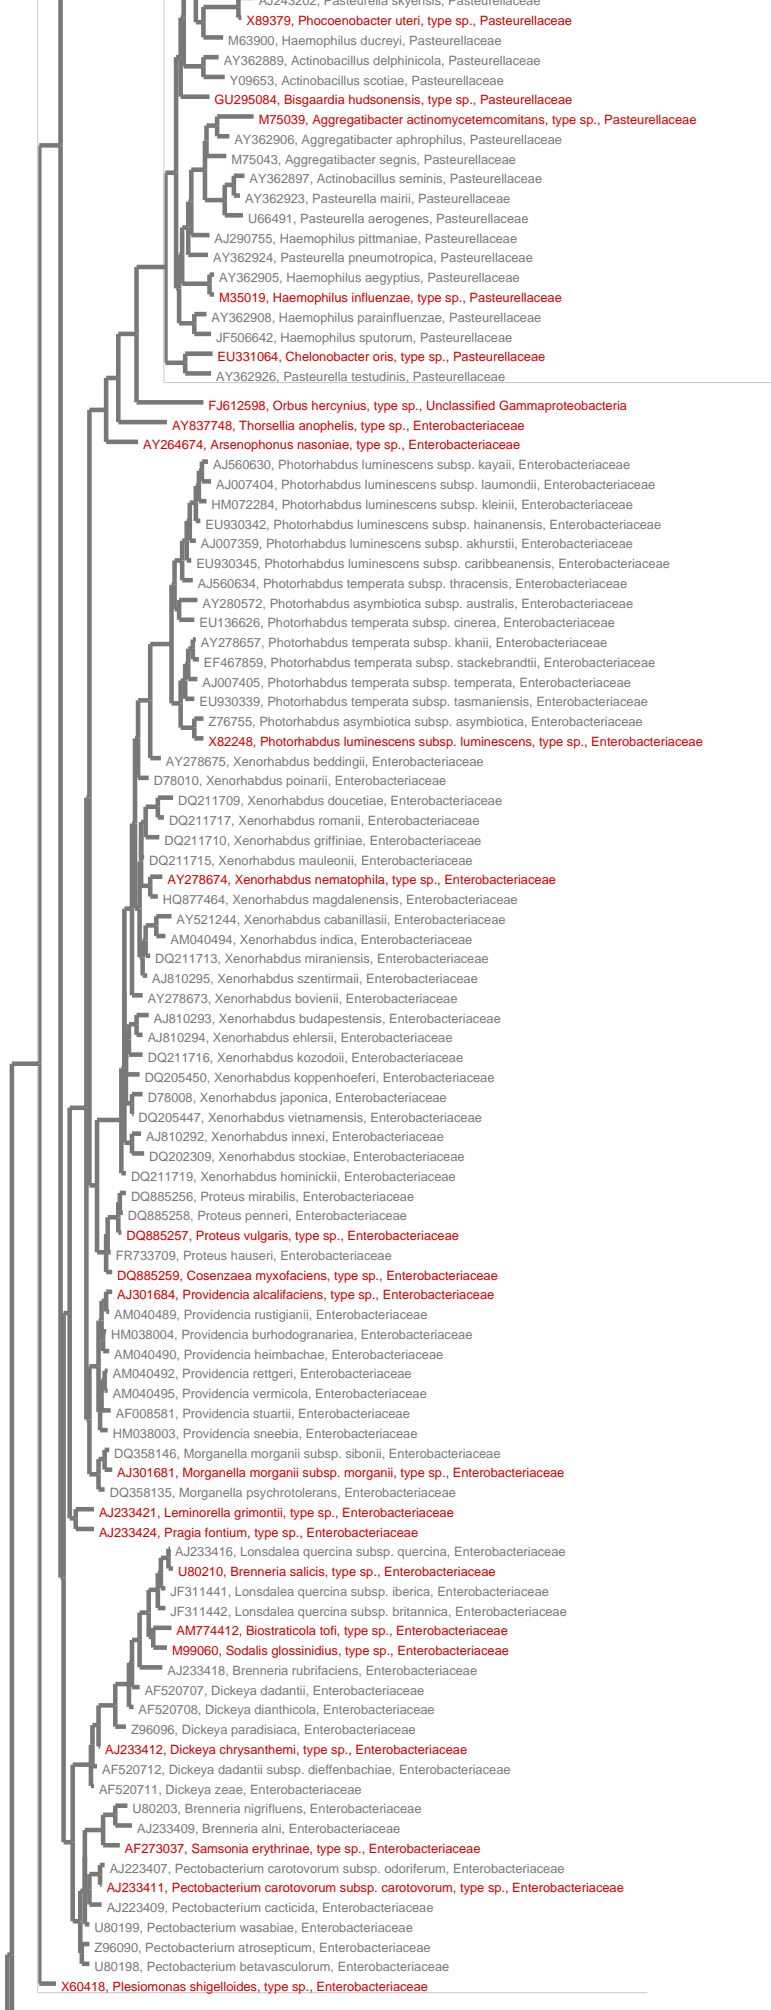 AJ243202, Pasteurella skyensis, Pasteurellaceae
X89379, Phocoenobacter uteri, type sp., Pasteurellaceae
M63900, Haemophilus ducreyi, Pasteurellaceae
AY362889, Actinobacillus delphinicola, Pasteurellaceae
Y09653, Actinobacillus scotiae, Pasteurellaceae
GU295084, Bisgaardia hudsonensis, type sp., Pasteurellaceae
M75039, Aggregatibacter actinomycetemcomitans, type sp., Pasteurellaceae
AY362906, Aggregatibacter aphrophilus, Pasteurellaceae
M75043, Aggregatibacter segnis, Pasteurellaceae
AY362897, Actinobacillus seminis, Pasteurellaceae
AY362923, Pasteurella mairii, Pasteurellaceae
U66491, Pasteurella aerogenes, Pasteurellaceae
AJ290755, Haemophilus pittmaniae, Pasteurellaceae
AY362924, Pasteurella pneumotropica, Pasteurellaceae
AY362905, Haemophilus aegyptius, Pasteurellaceae
M35019, Haemophilus influenzae, type sp., Pasteurellaceae
AY362908, Haemophilus parainfluenzae, Pasteurellaceae
JF506642, Haemophilus sputorum, Pasteurellaceae
EU331064, Chelonobacter oris, type sp., Pasteurellaceae
AY362926, Pasteurella testudinis, Pasteurellaceae
FJ612598, Orbus hercynius, type sp., Unclassified Gammaproteobacteria
AY837748, Thorsellia anophelis, type sp., Enterobacteriaceae
AY264674, Arsenophonus nasoniae, type sp., Enterobacteriaceae
AJ560630, Photorhabdus luminescens subsp. kayaii, Enterobacteriaceae
AJ007404, Photorhabdus luminescens subsp. laumondii, Enterobacteriaceae
HM072284, Photorhabdus luminescens subsp. kleinii, Enterobacteriaceae
EU930342, Photorhabdus luminescens subsp. hainanensis, Enterobacteriaceae
AJ007359, Photorhabdus luminescens subsp. akhurstii, Enterobacteriaceae
EU930345, Photorhabdus luminescens subsp. caribbeanensis, Enterobacteriaceae
AJ560634, Photorhabdus temperata subsp. thracensis, Enterobacteriaceae
AY280572, Photorhabdus asymbiotica subsp. australis, Enterobacteriaceae
EU136626, Photorhabdus temperata subsp. cinerea, Enterobacteriaceae
AY278657, Photorhabdus temperata subsp. khanii, Enterobacteriaceae
EF467859, Photorhabdus temperata subsp. stackebrandtii, Enterobacteriaceae
AJ007405, Photorhabdus temperata subsp. temperata, Enterobacteriaceae
EU930339, Photorhabdus temperata subsp. tasmaniensis, Enterobacteriaceae
Z76755, Photorhabdus asymbiotica subsp. asymbiotica, Enterobacteriaceae
X82248, Photorhabdus luminescens subsp. luminescens, type sp., Enterobacteriaceae
AY278675, Xenorhabdus beddingii, Enterobacteriaceae
D78010, Xenorhabdus poinarii, Enterobacteriaceae
DQ211709, Xenorhabdus doucetiae, Enterobacteriaceae
DQ211717, Xenorhabdus romanii, Enterobacteriaceae
DQ211710, Xenorhabdus griffiniae, Enterobacteriaceae
DQ211715, Xenorhabdus mauleonii, Enterobacteriaceae
AY278674, Xenorhabdus nematophila, type sp., Enterobacteriaceae
HQ877464, Xenorhabdus magdalenensis, Enterobacteriaceae
AY521244, Xenorhabdus cabanillasii, Enterobacteriaceae
AM040494, Xenorhabdus indica, Enterobacteriaceae
DQ211713, Xenorhabdus miraniensis, Enterobacteriaceae
AJ810295, Xenorhabdus szentirmaii, Enterobacteriaceae
AY278673, Xenorhabdus bovienii, Enterobacteriaceae
AJ810293, Xenorhabdus budapestensis, Enterobacteriaceae
AJ810294, Xenorhabdus ehlersii, Enterobacteriaceae
DQ211716, Xenorhabdus kozodoii, Enterobacteriaceae
DQ205450, Xenorhabdus koppenhoeferi, Enterobacteriaceae
D78008, Xenorhabdus japonica, Enterobacteriaceae
DQ205447, Xenorhabdus vietnamensis, Enterobacteriaceae
AJ810292, Xenorhabdus innexi, Enterobacteriaceae
DQ202309, Xenorhabdus stockiae, Enterobacteriaceae
DQ211719, Xenorhabdus hominickii, Enterobacteriaceae
DQ885256, Proteus mirabilis, Enterobacteriaceae
DQ885258, Proteus penneri, Enterobacteriaceae
DQ885257, Proteus vulgaris, type sp., Enterobacteriaceae
FR733709, Proteus hauseri, Enterobacteriaceae
DQ885259, Cosenzaea myxofaciens, type sp., Enterobacteriaceae
AJ301684, Providencia alcalifaciens, type sp., Enterobacteriaceae
AM040489, Providencia rustigianii, Enterobacteriaceae
HM038004, Providencia burhodogranariea, Enterobacteriaceae
AM040490, Providencia heimbachae, Enterobacteriaceae
AM040492, Providencia rettgeri, Enterobacteriaceae
AM040495, Providencia vermicola, Enterobacteriaceae
AF008581, Providencia stuartii, Enterobacteriaceae
HM038003, Providencia sneebia, Enterobacteriaceae
DQ358146, Morganella morganii subsp. sibonii, Enterobacteriaceae
AJ301681, Morganella morganii subsp. morganii, type sp., Enterobacteriaceae
DQ358135, Morganella psychrotolerans, Enterobacteriaceae
AJ233421, Leminorella grimontii, type sp., Enterobacteriaceae
AJ233424, Pragia fontium, type sp., Enterobacteriaceae
AJ233416, Lonsdalea quercina subsp. quercina, Enterobacteriaceae
U80210, Brenneria salicis, type sp., Enterobacteriaceae
JF311441, Lonsdalea quercina subsp. iberica, Enterobacteriaceae
JF311442, Lonsdalea quercina subsp. britannica, Enterobacteriaceae
AM774412, Biostraticola tofi, type sp., Enterobacteriaceae
M99060, Sodalis glossinidius, type sp., Enterobacteriaceae
AJ233418, Brenneria rubrifaciens, Enterobacteriaceae
AF520707, Dickeya dadantii, Enterobacteriaceae
AF520708, Dickeya dianthicola, Enterobacteriaceae
Z96096, Dickeya paradisiaca, Enterobacteriaceae
AJ233412, Dickeya chrysanthemi, type sp., Enterobacteriaceae
AF520712, Dickeya dadantii subsp. dieffenbachiae, Enterobacteriaceae
AF520711, Dickeya zeae, Enterobacteriaceae
U80203, Brenneria nigrifluens, Enterobacteriaceae
AJ233409, Brenneria alni, Enterobacteriaceae
AF273037, Samsonia erythrinae, type sp., Enterobacteriaceae
AJ223407, Pectobacterium carotovorum subsp. odoriferum, Enterobacteriaceae
AJ233411, Pectobacterium carotovorum subsp. carotovorum, type sp., Enterobacteriaceae
AJ223409, Pectobacterium cacticida, Enterobacteriaceae
U80199, Pectobacterium wasabiae, Enterobacteriaceae
Z96090, Pectobacterium atrosepticum, Enterobacteriaceae
U80198, Pectobacterium betavasculorum, Enterobacteriaceae
X60418, Plesiomonas shigelloides, type sp., Enterobacteriaceae